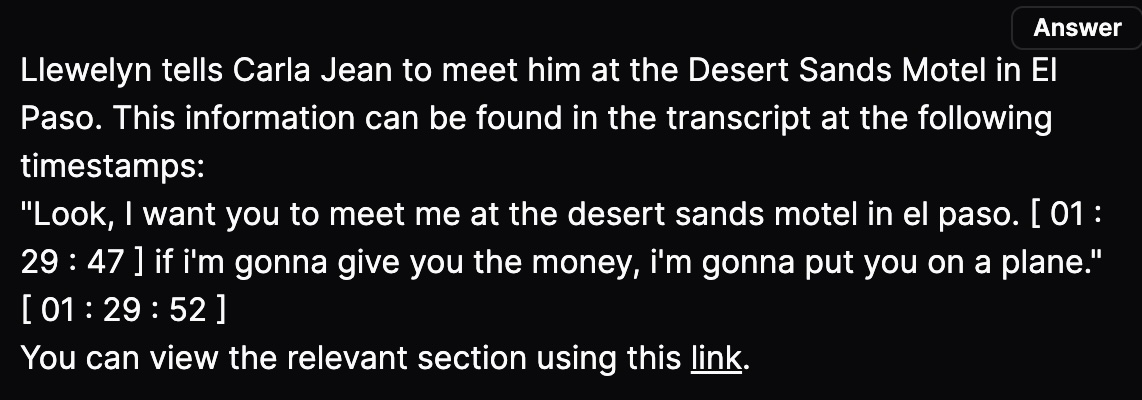 Answer
Llewelyn tells Carla Jean to meet him at the Desert Sands Motel in El
Paso. This information can be found in the transcript at the following
timestamps:
"Look, I want you to meet me at the desert sands motel in el paso. [ 01 :
29 : 47 ] if i'm gonna give you the money, i'm gonna put you on a plane."
[ 01 : 29 : 52 ]
You can view the relevant section using this link.